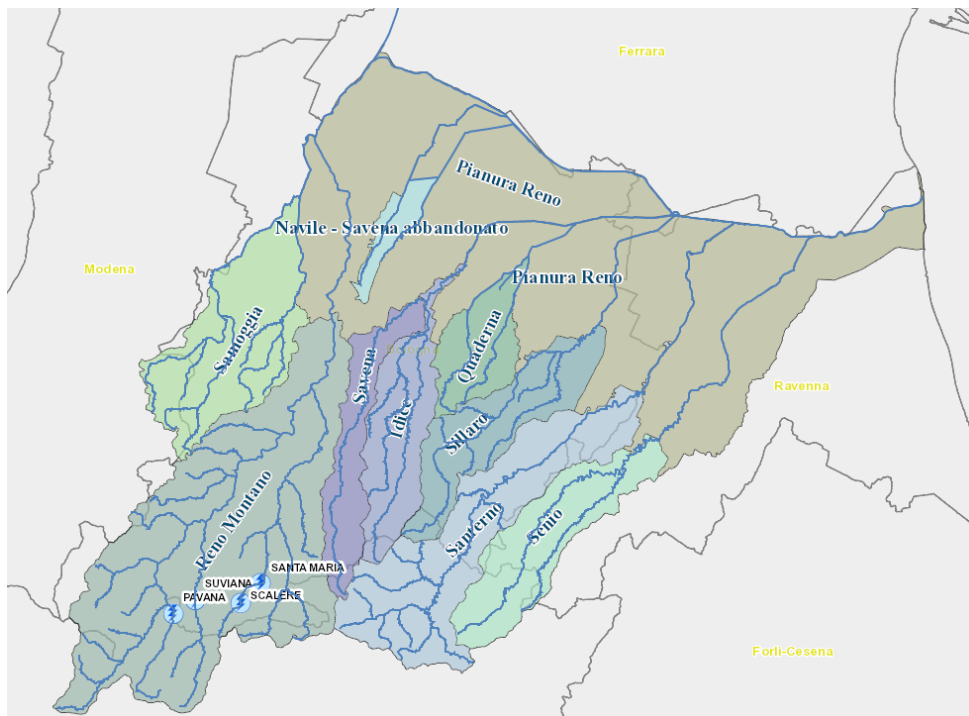 Ferrara
Pianura Reno
Navile - Savena abbandonato
Modena
Pianura Reno
Samoggia
Savena
Quaderna
Idice
Ravenna
Sillaro
Reno Montano
Santerno
Senio
SANTA MARIA
SUVIANA
PAVANA
SCALERE
Forlì-Cesena